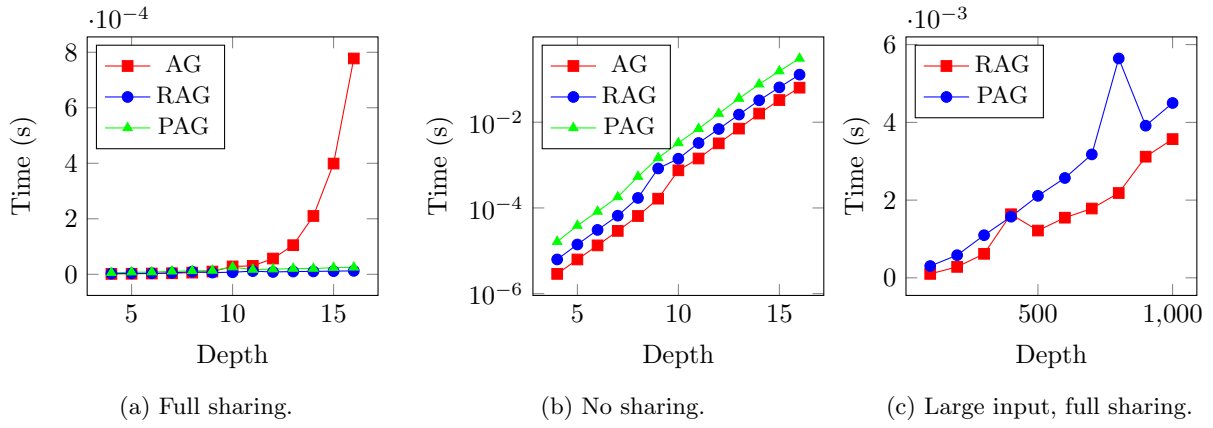 ·10⁻⁴
8
6
4
2
0
5
10
15
Time (s)
Depth
AG
RAG
PAG
(a) Full sharing.
10⁻²
10⁻⁴
10⁻⁶
5
10
15
Time (s)
Depth
AG
RAG
PAG
(b) No sharing.
·10⁻³
6
4
2
0
500
1,000
Time (s)
Depth
RAG
PAG
(c) Large input, full sharing.